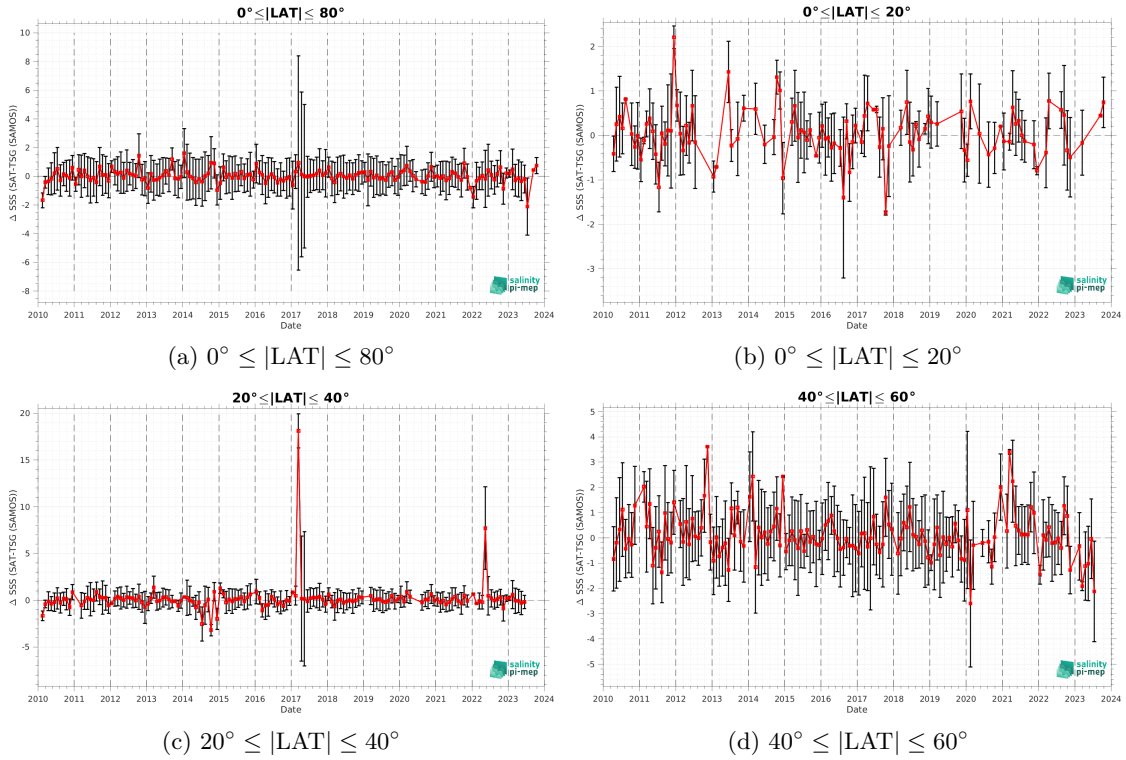 0°≤|LAT|≤ 80°
Δ SSS (SAT-TSG (SAMOS))
10
8
6
4
2
0
-2
-4
-6
-8
2010 2011 2012 2013 2014 2015 2016 2017 2018 2019 2020 2021 2022 2023 2024
Date
salinity
pi-mep
(a) 0° ≤ |LAT| ≤ 80°
0°≤|LAT|≤ 20°
Δ SSS (SAT-TSG (SAMOS))
2
1
0
-1
-2
-3
2010 2011 2012 2013 2014 2015 2016 2017 2018 2019 2020 2021 2022 2023 2024
Date
salinity
pi-mep
(b) 0° ≤ |LAT| ≤ 20°
20°≤|LAT|≤ 40°
Δ SSS (SAT-TSG (SAMOS))
20
15
10
5
0
-5
2010 2011 2012 2013 2014 2015 2016 2017 2018 2019 2020 2021 2022 2023 2024
Date
salinity
pi-mep
(c) 20° ≤ |LAT| ≤ 40°
40°≤|LAT|≤ 60°
Δ SSS (SAT-TSG (SAMOS))
5
4
3
2
1
0
-1
-2
-3
-4
-5
2010 2011 2012 2013 2014 2015 2016 2017 2018 2019 2020 2021 2022 2023 2024
Date
salinity
pi-mep
(d) 40° ≤ |LAT| ≤ 60°